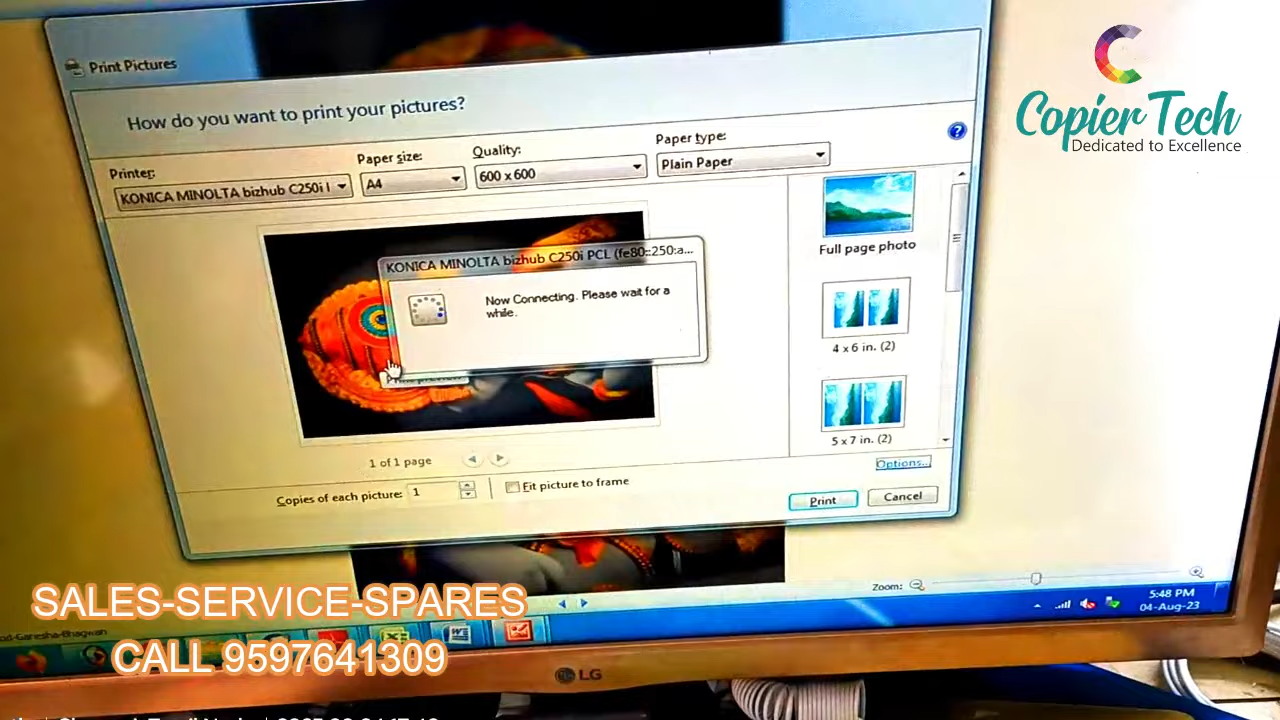 Print Pictures
How do you want to print your pictures?
Printer:
Paper size:
Quality:
Paper type:
KONICA MINOLTA bizhub C250i
A4
600 x 600
Plain Paper
C
Copier Tech
Dedicated to Excellence
KONICA MINOLTA bizhub C250i PCL (fe80::250:a...
Now Connecting. Please wait for a
while.
Full page photo
4 x 6 in. (2)
5 x 7 in. (2)
1 of 1 page
Options...
Copies of each picture:
1
Fit picture to frame
Print
Cancel
Zoom:
SALES-SERVICE-SPARES
CALL 9597641309
5:48 PM
04-Aug-23
LG